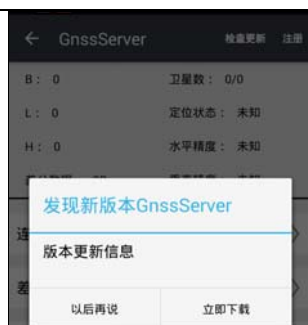 GnssServer 检查更新 注册
B: 0 卫星数: 0/0
L: 0 定位状态: 未知
H: 0 水平精度: 未知
发现新版本GnssServer
连
版本更新信息
差
以后再说 立即下载